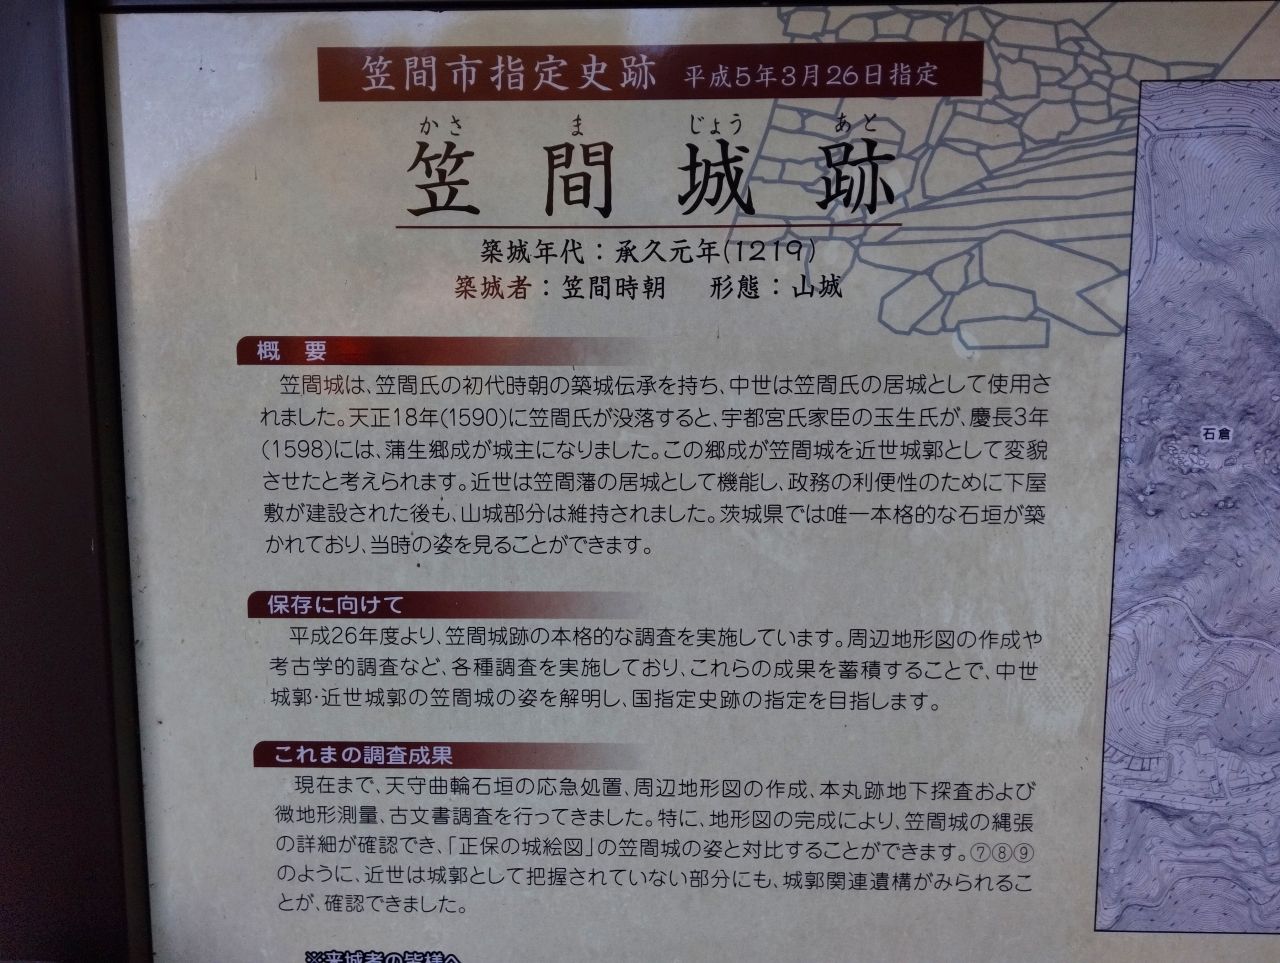 笠間市指定史跡 平成5年3月26日指定
かさ ま じょう あと
笠間城跡
築城年代：承久元年(1219)
築城者：笠間時朝 形態：山城
概 要
笠間城は、笠間氏の初代時朝の築城伝承を持ち、中世は笠間氏の居城として使用さ
れました。天正18年(1590)に笠間氏が没落すると、宇都宮氏家臣の玉生氏が、慶長3年
(1598)には、蒲生郷成が城主になりました。この郷成が笠間城を近世城郭として変貌
させたと考えられます。近世は笠間藩の居城として機能し、政務の利便性のために下屋
敷が建設された後も、山城部分は維持されました。茨城県では唯一本格的な石垣が築
かれており、当時の姿を見ることができます。
保存に向けて
平成26年度より、笠間城跡の本格的な調査を実施しています。周辺地形図の作成や
考古学的調査など、各種調査を実施しており、これらの成果を蓄積することで、中世
城郭・近世城郭の笠間城の姿を解明し、国指定史跡の指定を目指します。
これまの調査成果
現在まで、天守曲輪石垣の応急処置、周辺地形図の作成、本丸跡地下探査および
微地形測量、古文書調査を行ってきました。特に、地形図の完成により、笠間城の縄張
の詳細が確認でき、「正保の城絵図」の笠間城の姿と対比することができます。⑦⑧⑨
のように、近世は城郭として把握されていない部分にも、城郭関連遺構がみられるこ
とが、確認できました。
※来城者の皆様へ
石倉